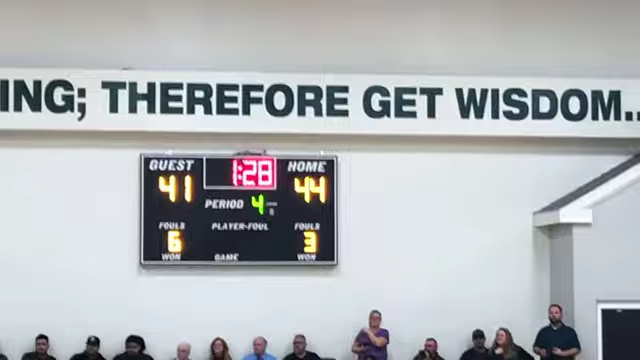 ING; THEREFORE GET WISDOM...
GUEST 1:28 HOME
41 44
PERIOD 4
FOULS PLAYER-FOUL FOULS
6 3
WON GAME WON